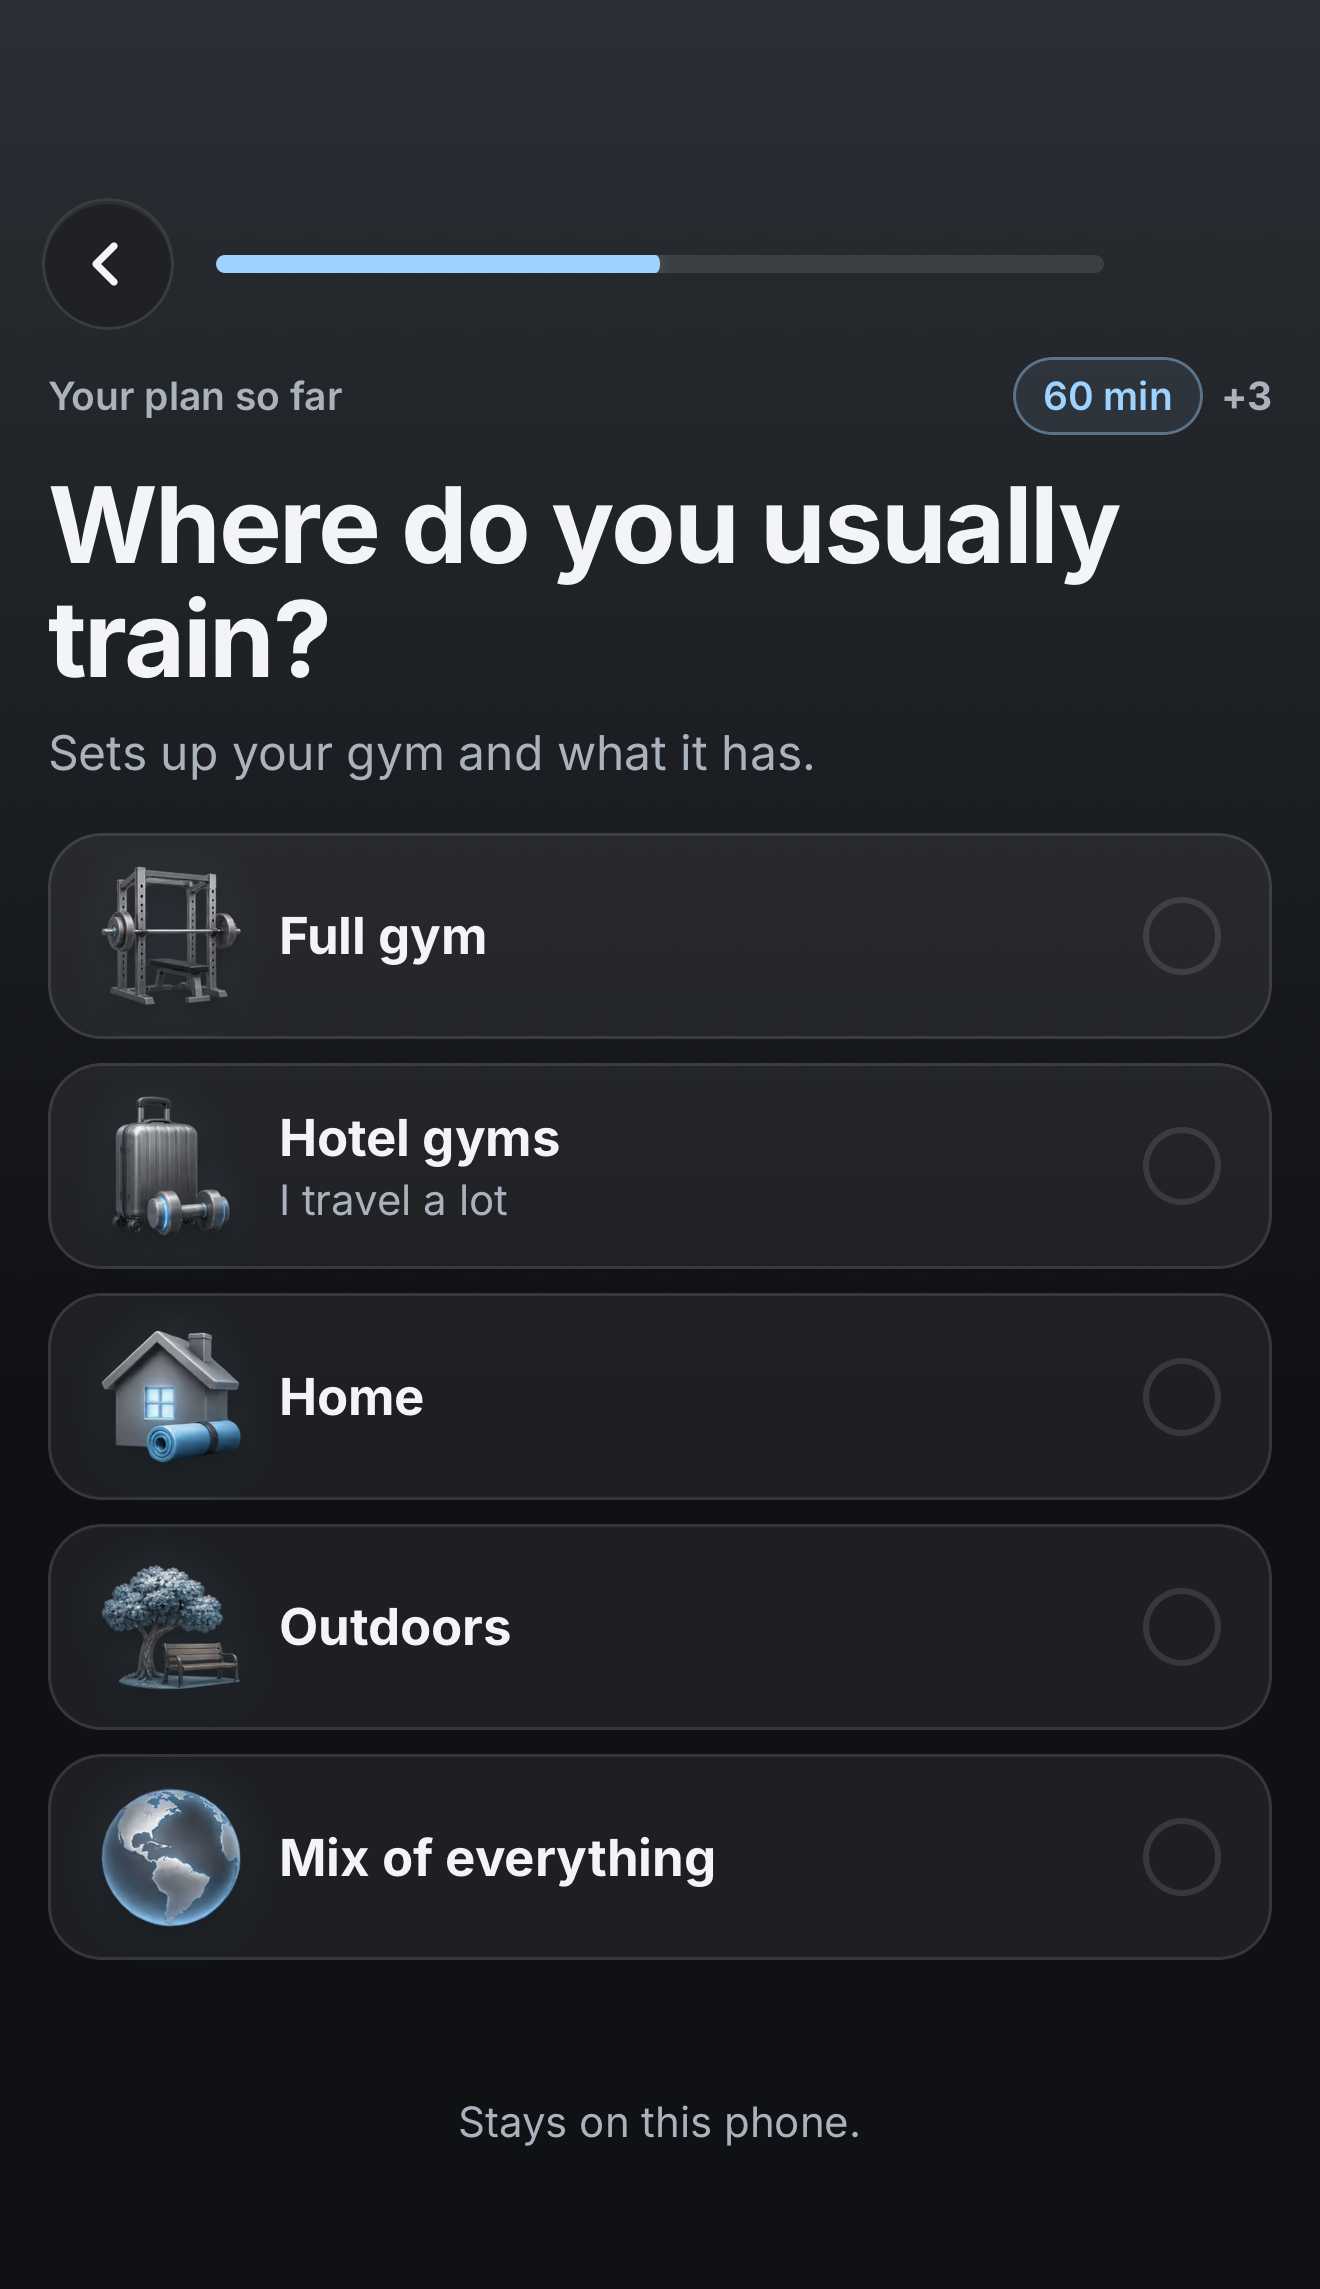 Your plan so far
60 min +3
Where do you usually
train?
Sets up your gym and what it has.
Full gym
Hotel gyms
I travel a lot
Home
Outdoors
Mix of everything
Stays on this phone.